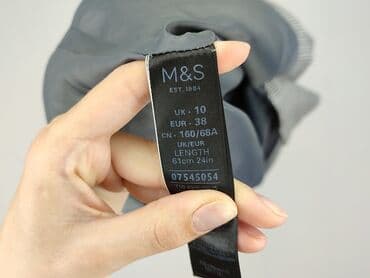 M&S
EST. 1884
UK - 10
EUR - 38
CN - 160/68A
UK/EUR
LENGTH
61cm 24in
07545054